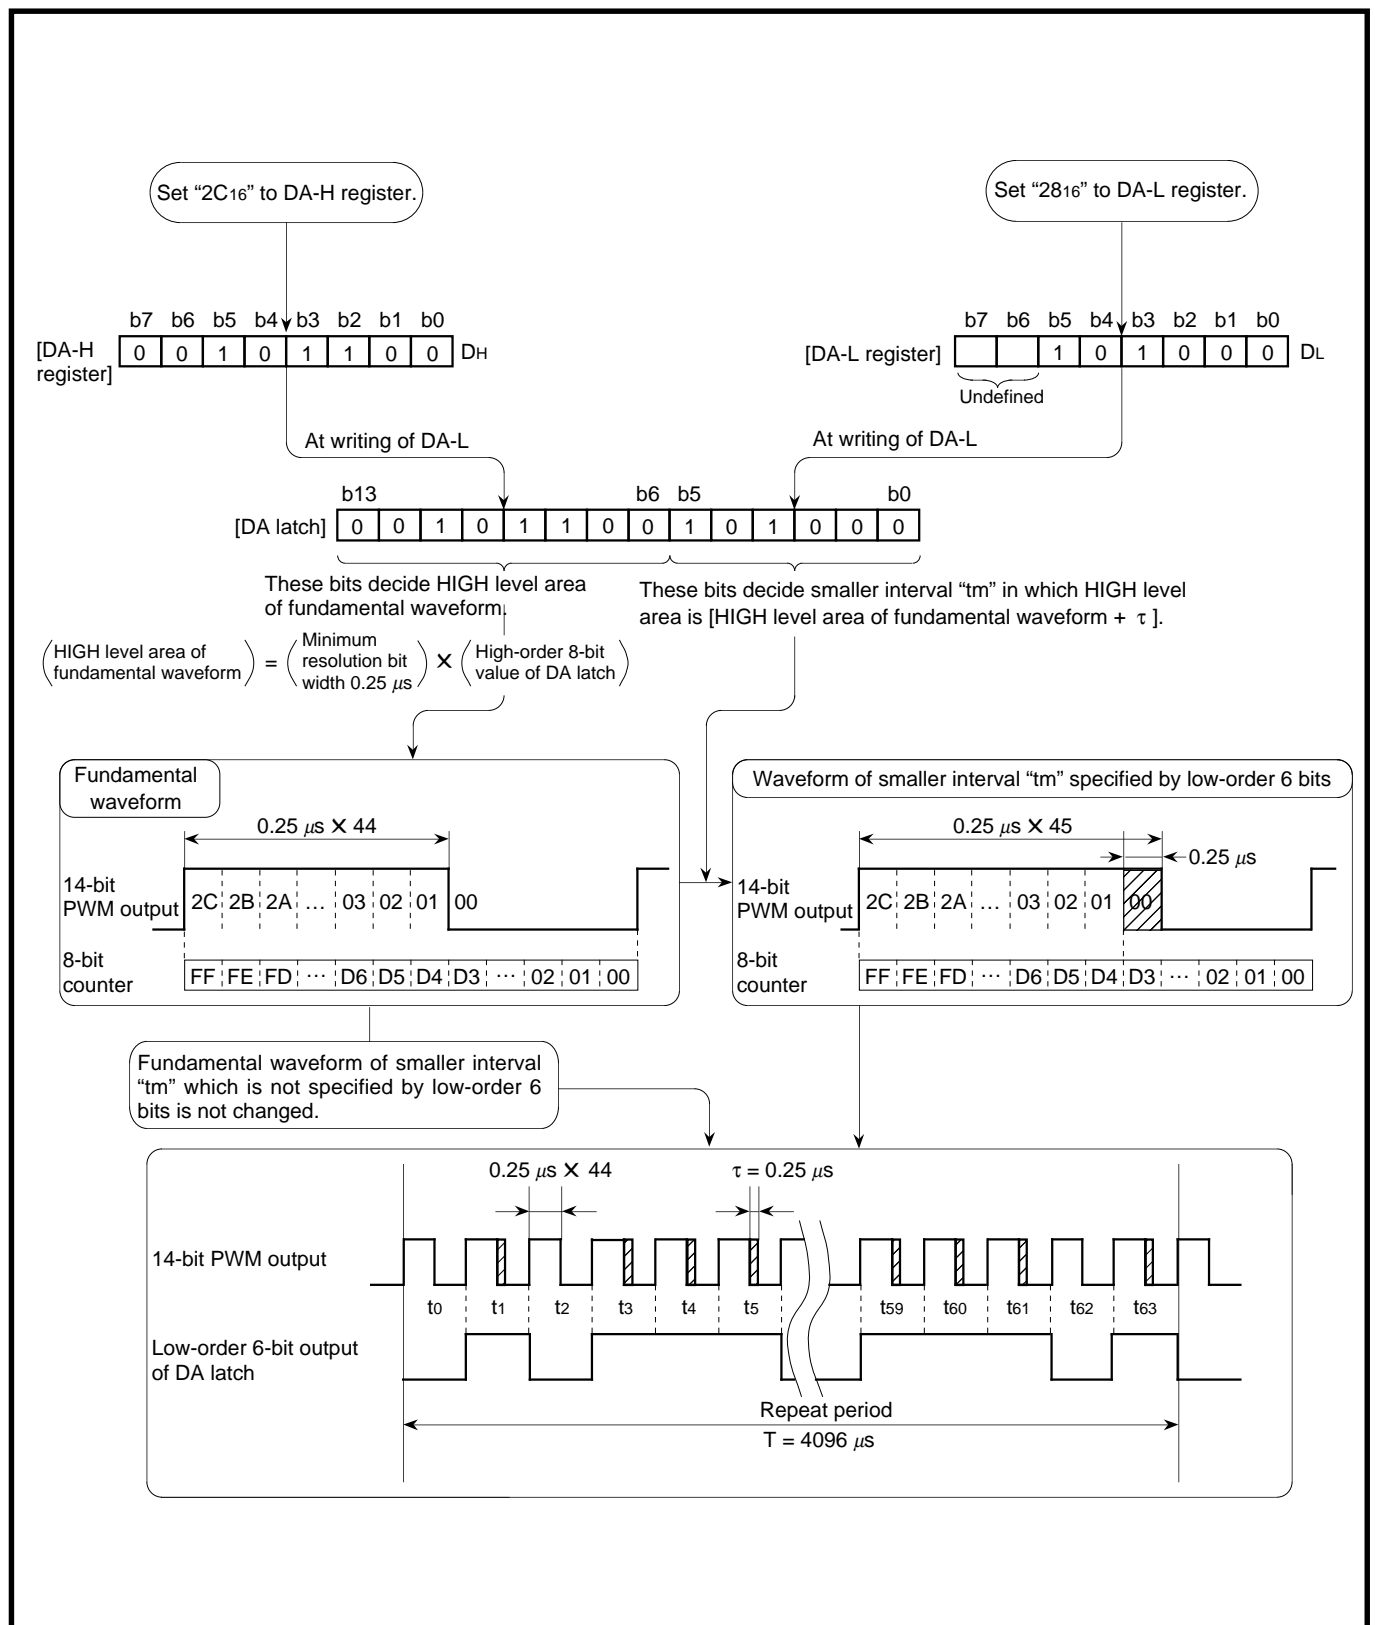 Set “2C16” to DA-H register.
Set “2816” to DA-L register.
b7 b6 b5 b4 b3 b2 b1 b0
[DA-H register] 0 0 1 0 1 1 0 0 DH
b7 b6 b5 b4 b3 b2 b1 b0
[DA-L register] 1 0 1 0 0 0 DL
Undefined
At writing of DA-L
At writing of DA-L
b13 b6 b5 b0
[DA latch] 0 0 1 0 1 1 0 0 1 0 1 0 0 0
These bits decide HIGH level area
of fundamental waveform.
These bits decide smaller interval “tm” in which HIGH level
area is [HIGH level area of fundamental waveform + τ ].
(HIGH level area of
fundamental waveform) = (Minimum
resolution bit
width 0.25 μs) × (High-order 8-bit
value of DA latch)
Fundamental
waveform
0.25 μs × 44
14-bit
PWM output
2C 2B 2A … 03 02 01 00
8-bit
counter
FF FE FD … D6 D5 D4 D3 … 02 01 00
Waveform of smaller interval “tm” specified by low-order 6 bits
0.25 μs × 45
0.25 μs
14-bit
PWM output
2C 2B 2A … 03 02 01 00
8-bit
counter
FF FE FD … D6 D5 D4 D3 … 02 01 00
Fundamental waveform of smaller interval
“tm” which is not specified by low-order 6
bits is not changed.
0.25 μs × 44
τ = 0.25 μs
14-bit PWM output
t0 t1 t2 t3 t4 t5 t59 t60 t61 t62 t63
Low-order 6-bit output
of DA latch
Repeat period
T = 4096 μs